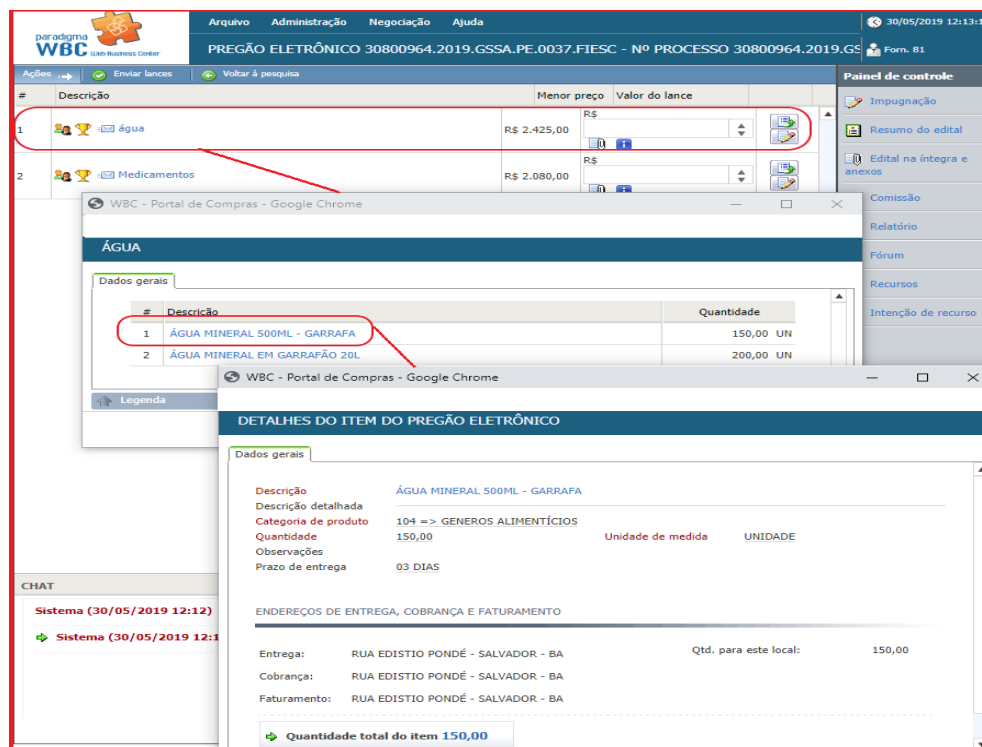 Arquivo Administração Negociação Ajuda
30/05/2019 12:13:1
paradigma
WBC Web Business Center
PREGÃO ELETRÔNICO 30800964.2019.GSSA.PE.0037.FIESC - Nº PROCESSO 30800964.2019.GS
Forn. 81
Ações Enviar lances Voltar à pesquisa
Painel de controle
# Descrição Menor preço Valor do lance
Impugnação
1 água R$ 2.425,00 R$
Resumo do edital
2 Medicamentos R$ 2.080,00 R$
Edital na íntegra e
anexos
Comissão
Relatório
Fórum
Recursos
Intenção de recurso
WBC - Portal de Compras - Google Chrome
ÁGUA
Dados gerais
# Descrição Quantidade
1 ÁGUA MINERAL 500ML - GARRAFA 150,00 UN
2 ÁGUA MINERAL EM GARRAFÃO 20L 200,00 UN
Legenda
WBC - Portal de Compras - Google Chrome
DETALHES DO ITEM DO PREGÃO ELETRÔNICO
Dados gerais
Descrição ÁGUA MINERAL 500ML - GARRAFA
Descrição detalhada
Categoria de produto 104 => GENEROS ALIMENTÍCIOS
Quantidade 150,00 Unidade de medida UNIDADE
Observações
Prazo de entrega 03 DIAS
ENDEREÇOS DE ENTREGA, COBRANÇA E FATURAMENTO
Entrega: RUA EDISTIO PONDÉ - SALVADOR - BA Qtd. para este local: 150,00
Cobrança: RUA EDISTIO PONDÉ - SALVADOR - BA
Faturamento: RUA EDISTIO PONDÉ - SALVADOR - BA
Quantidade total do item 150,00
CHAT
Sistema (30/05/2019 12:12)
Sistema (30/05/2019 12:1